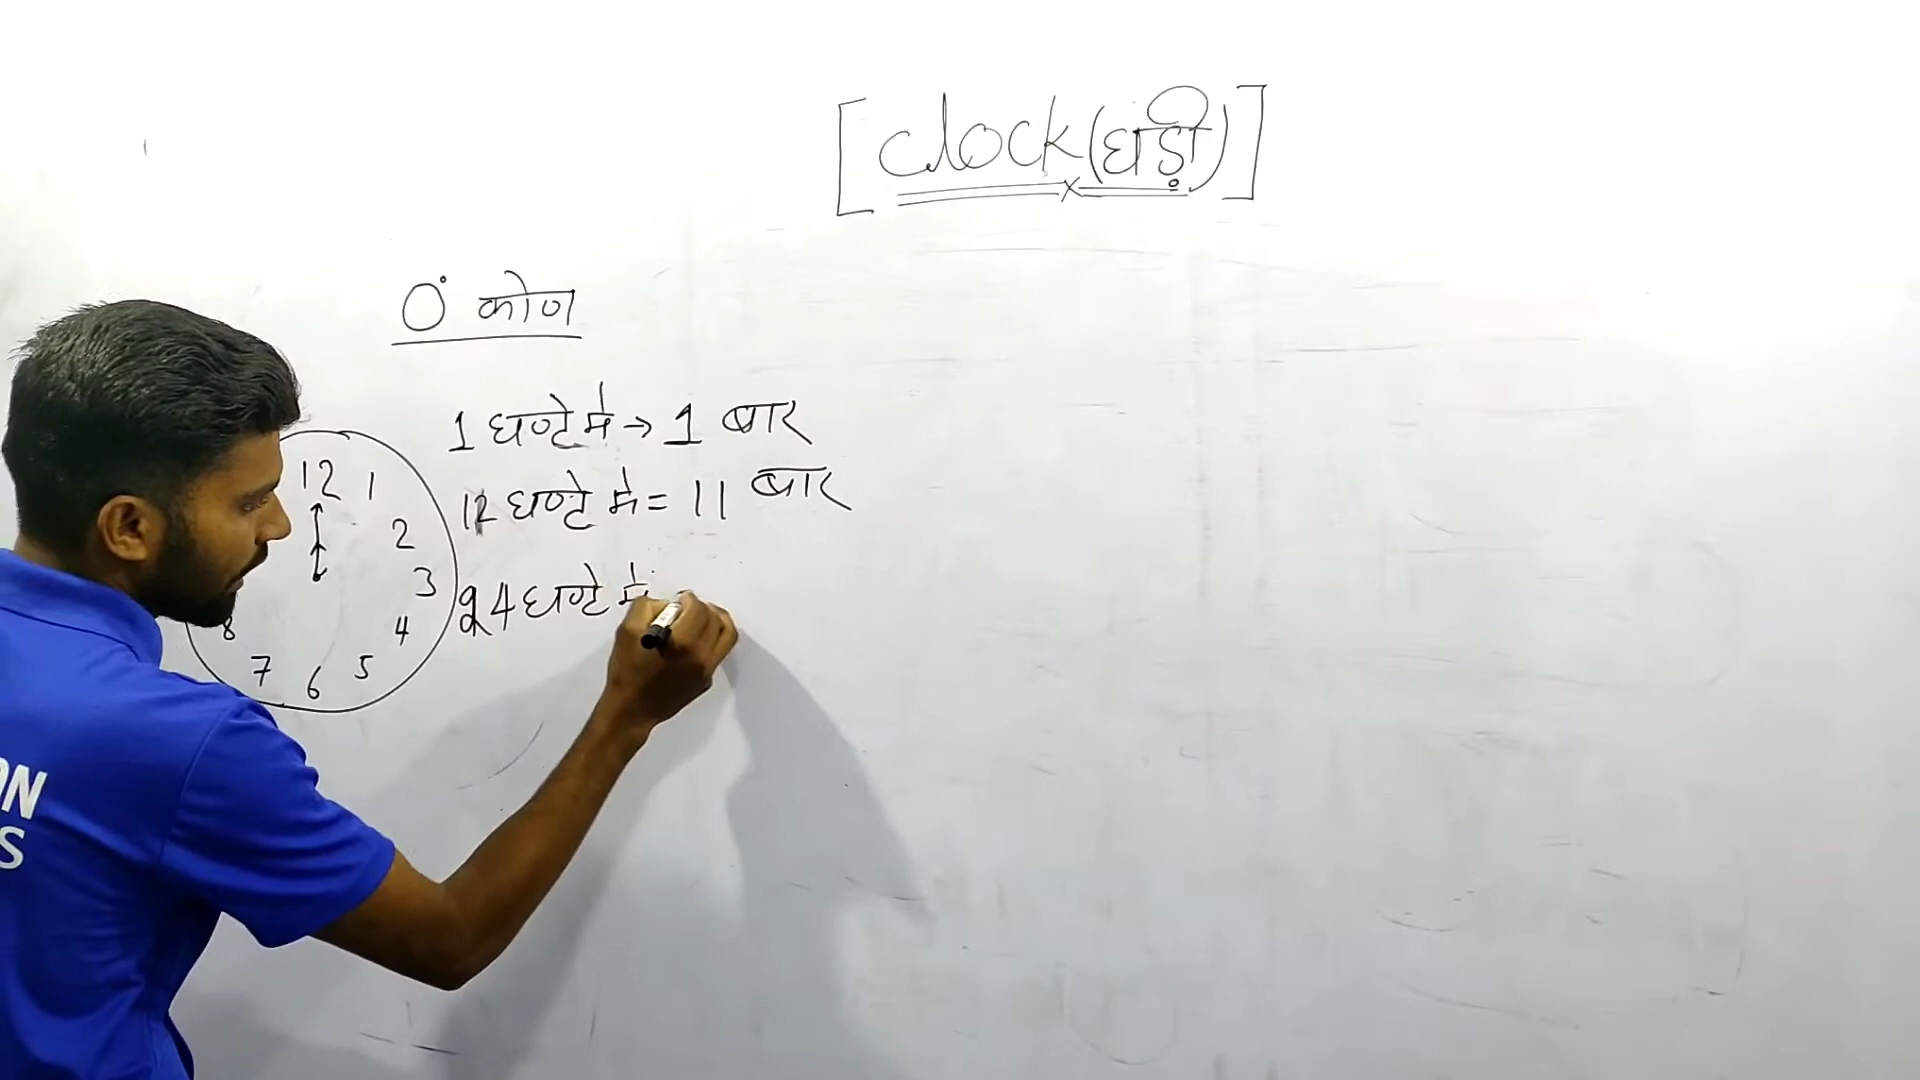 [clock(घड़ी)]
0° कोण
1 घण्टे मे → 1 बार
12 घण्टे मे = 11 बार
24 घण्टे मे
12
1
2
3
4
5
6
7
8
ON
S